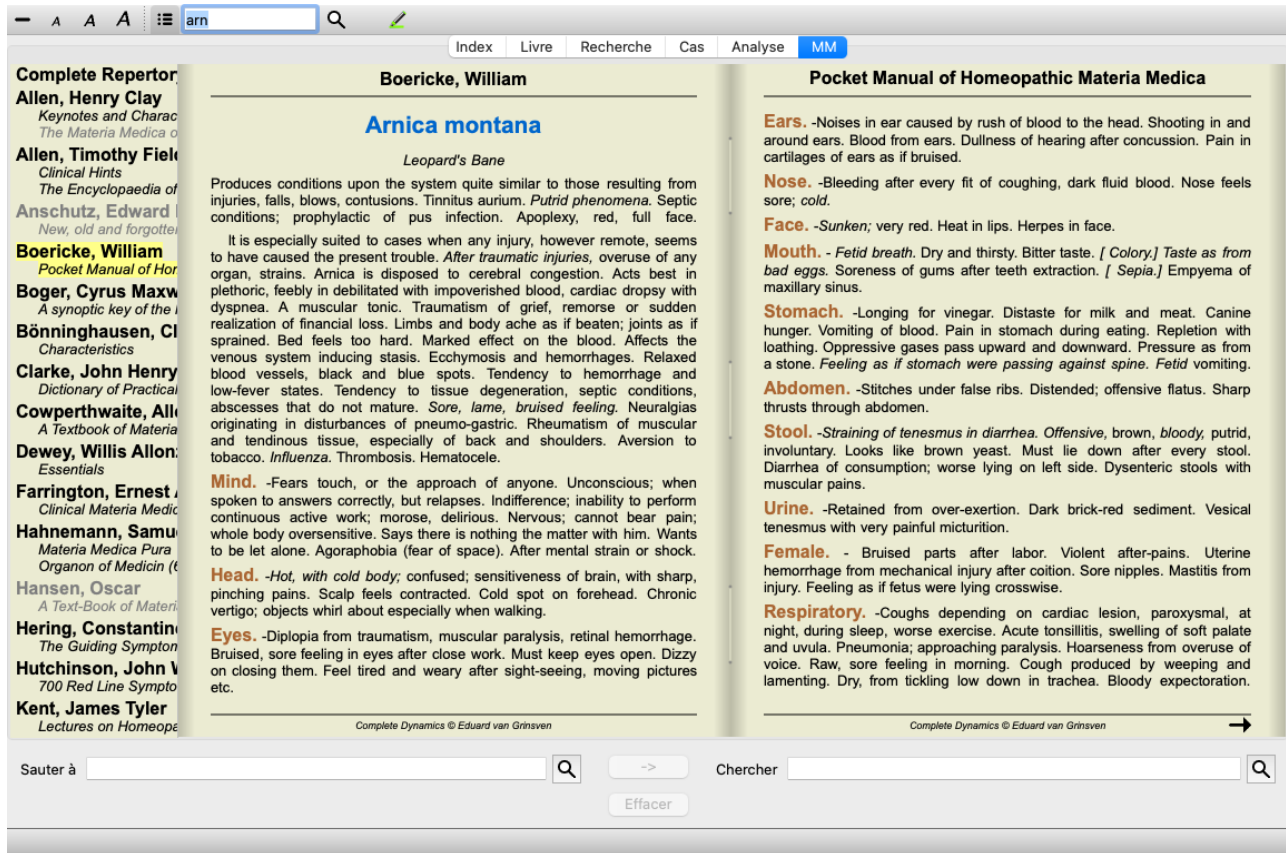 A A A arn
Index Livre Recherche Cas Analyse MM
Complete Repertor
Allen, Henry Clay
Keynotes and Charac
The Materia Medica o
Allen, Timothy Field
Clinical Hints
The Encyclopaedia of
Anschutz, Edward
New, old and forgotte
Boericke, William
Pocket Manual of Hor
Boger, Cyrus Maxw
A synoptic key of the
Bönninghausen, Cl
Characteristics
Clarke, John Henry
Dictionary of Practical
Cowperthwaite, Alle
A Textbook of Materia
Dewey, Willis Allon
Essentials
Farrington, Ernest
Clinical Materia Medic
Hahnemann, Samu
Materia Medica Pura
Organon of Medicin (6
Hansen, Oscar
A Text-Book of Materi
Hering, Constantin
The Guiding Sympton
Hutchinson, John W
700 Red Line Sympto
Kent, James Tyler
Lectures on Homeopa
Boericke, William
Arnica montana
Leopard's Bane
Produces conditions upon the system quite similar to those resulting from
injuries, falls, blows, contusions. Tinnitus aurium. Putrid phenomena. Septic
conditions; prophylactic of pus infection. Apoplexy, red, full face.
It is especially suited to cases when any injury, however remote, seems
to have caused the present trouble. After traumatic injuries, overuse of any
organ, strains. Arnica is disposed to cerebral congestion. Acts best in
plethoric, feebly in debilitated with impoverished blood, cardiac dropsy with
dyspnea. A muscular tonic. Traumatism of grief, remorse or sudden
realization of financial loss. Limbs and body ache as if beaten; joints as if
sprained. Bed feels too hard. Marked effect on the blood. Affects the
venous system inducing stasis. Ecchymosis and hemorrhages. Relaxed
blood vessels, black and blue spots. Tendency to hemorrhage and
low-fever states. Tendency to tissue degeneration, septic conditions,
abscesses that do not mature. Sore, lame, bruised feeling. Neuralgias
originating in disturbances of pneumo-gastric. Rheumatism of muscular
and tendinous tissue, especially of back and shoulders. Aversion to
tobacco. Influenza. Thrombosis. Hematocele.
Mind. -Fears touch, or the approach of anyone. Unconscious; when
spoken to answers correctly, but relapses. Indifference; inability to perform
continuous active work; morose, delirious. Nervous; cannot bear pain;
whole body oversensitive. Says there is nothing the matter with him. Wants
to be let alone. Agoraphobia (fear of space). After mental strain or shock.
Head. -Hot, with cold body; confused; sensitiveness of brain, with sharp,
pinching pains. Scalp feels contracted. Cold spot on forehead. Chronic
vertigo; objects whirl about especially when walking.
Eyes. -Diplopia from traumatism, muscular paralysis, retinal hemorrhage.
Bruised, sore feeling in eyes after close work. Must keep eyes open. Dizzy
on closing them. Feel tired and weary after sight-seeing, moving pictures
etc.
Complete Dynamics © Eduard van Grinsven
Pocket Manual of Homeopathic Materia Medica
Ears. -Noises in ear caused by rush of blood to the head. Shooting in and
around ears. Blood from ears. Dullness of hearing after concussion. Pain in
cartilages of ears as if bruised.
Nose. -Bleeding after every fit of coughing, dark fluid blood. Nose feels
sore; cold.
Face. -Sunken; very red. Heat in lips. Herpes in face.
Mouth. - Fetid breath. Dry and thirsty. Bitter taste. [ Colory.] Taste as from
bad eggs. Soreness of gums after teeth extraction. [ Sepia.] Empyema of
maxillary sinus.
Stomach. -Longing for vinegar. Distaste for milk and meat. Canine
hunger. Vomiting of blood. Pain in stomach during eating. Repletion with
loathing. Oppressive gases pass upward and downward. Pressure as from
a stone. Feeling as if stomach were passing against spine. Fetid vomiting.
Abdomen. -Stitches under false ribs. Distended; offensive flatus. Sharp
thrusts through abdomen.
Stool. -Straining of tenesmus in diarrhea. Offensive, brown, bloody, putrid,
involuntary. Looks like brown yeast. Must lie down after every stool.
Diarrhea of consumption; worse lying on left side. Dysenteric stools with
muscular pains.
Urine. -Retained from over-exertion. Dark brick-red sediment. Vesical
tenesmus with very painful micturition.
Female. - Bruised parts after labor. Violent after-pains. Uterine
hemorrhage from mechanical injury after coition. Sore nipples. Mastitis from
injury. Feeling as if fetus were lying crosswise.
Respiratory. -Coughs depending on cardiac lesion, paroxysmal, at
night, during sleep, worse exercise. Acute tonsillitis, swelling of soft palate
and uvula. Pneumonia; approaching paralysis. Hoarseness from overuse of
voice. Raw, sore feeling in morning. Cough produced by weeping and
lamenting. Dry, from tickling low down in trachea. Bloody expectoration.
Complete Dynamics © Eduard van Grinsven
Sauter à -> Chercher
Effacer